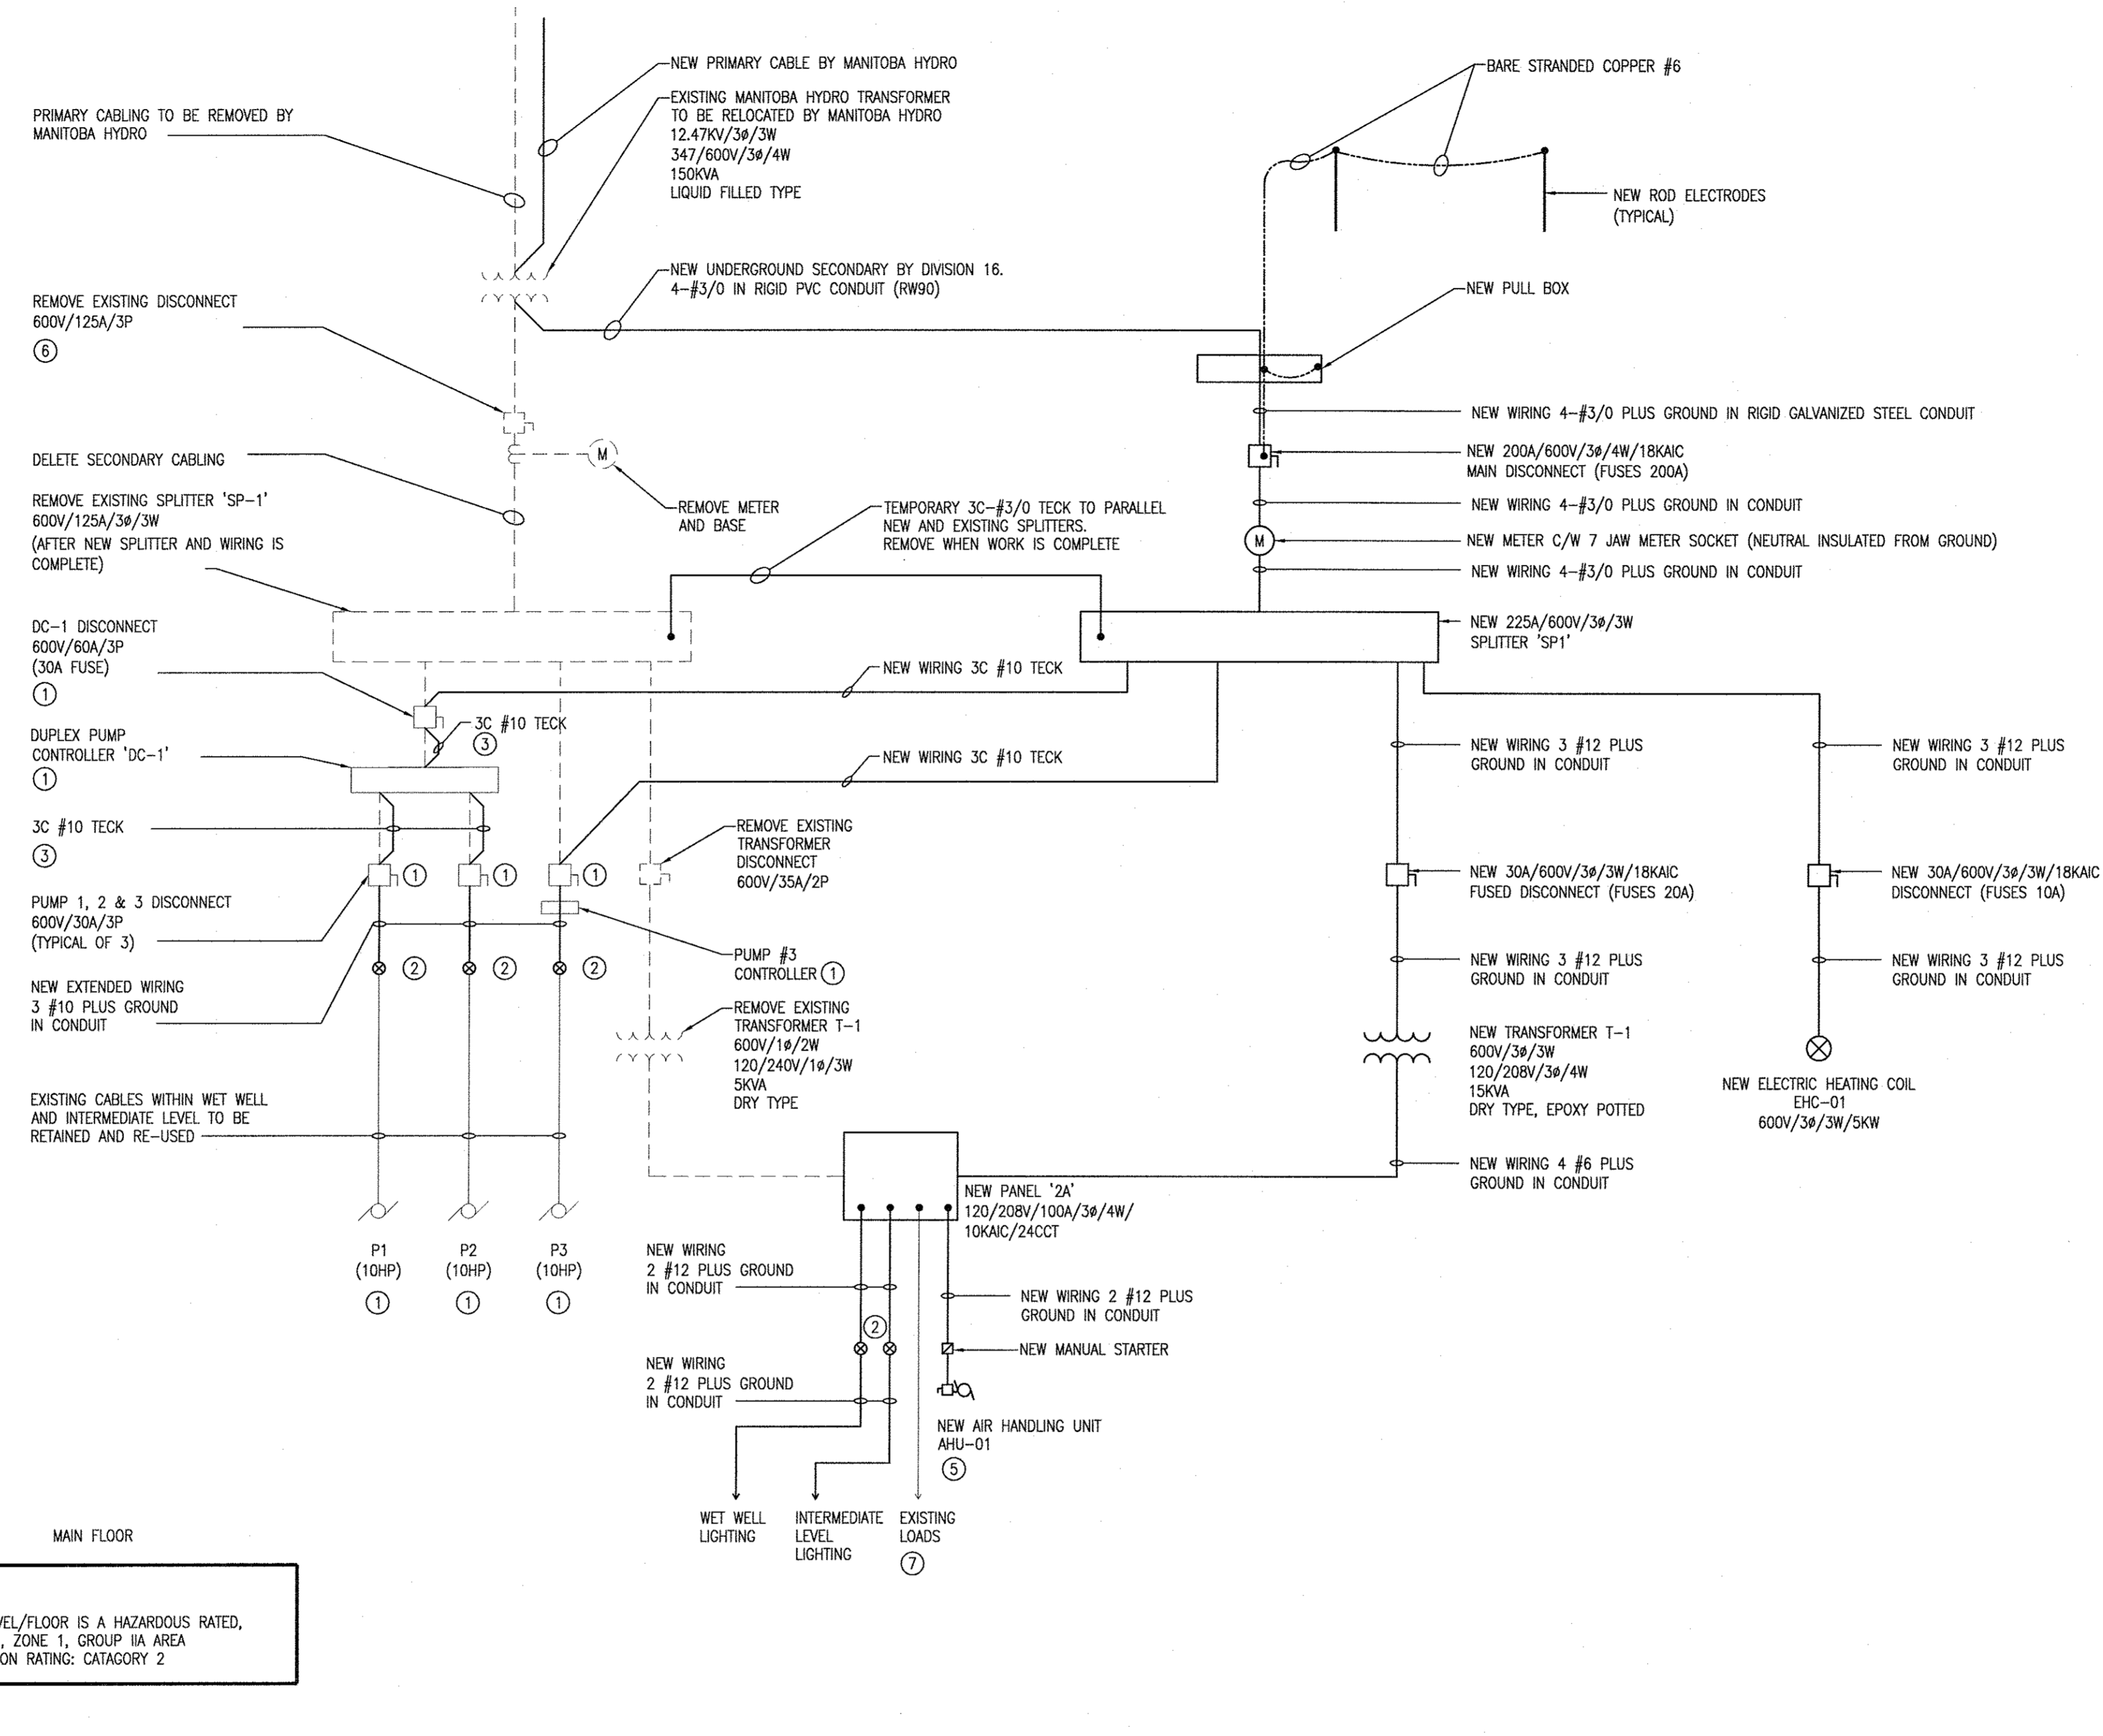 NEW PRIMARY CABLE BY MANITOBA HYDRO
EXISTING MANITOBA HYDRO TRANSFORMER
TO BE RELOCATED BY MANITOBA HYDRO
12.47KV/3ø/3W
347/600V/3ø/4W
150KVA
LIQUID FILLED TYPE
BARE STRANDED COPPER #6
PRIMARY CABLING TO BE REMOVED BY
MANITOBA HYDRO
NEW ROD ELECTRODES
(TYPICAL)
NEW UNDERGROUND SECONDARY BY DIVISION 16.
4-#3/0 IN RIGID PVC CONDUIT (RW90)
NEW PULL BOX
REMOVE EXISTING DISCONNECT
600V/125A/3P
6
NEW WIRING 4-#3/0 PLUS GROUND IN RIGID GALVANIZED STEEL CONDUIT
NEW 200A/600V/3ø/4W/18KAIC
MAIN DISCONNECT (FUSES 200A)
M
DELETE SECONDARY CABLING
REMOVE METER
AND BASE
REMOVE EXISTING SPLITTER 'SP-1'
600V/125A/3ø/3W
(AFTER NEW SPLITTER AND WIRING IS
COMPLETE)
TEMPORARY 3C-#3/0 TECK TO PARALLEL
NEW AND EXISTING SPLITTERS.
REMOVE WHEN WORK IS COMPLETE
NEW WIRING 4-#3/0 PLUS GROUND IN CONDUIT
M
NEW METER C/W 7 JAW METER SOCKET (NEUTRAL INSULATED FROM GROUND)
NEW WIRING 4-#3/0 PLUS GROUND IN CONDUIT
NEW 225A/600V/3ø/3W
SPLITTER 'SP1'
DC-1 DISCONNECT
600V/60A/3P
(30A FUSE)
1
NEW WIRING 3C #10 TECK
3C #10 TECK
3
DUPLEX PUMP
CONTROLLER 'DC-1'
1
NEW WIRING 3C #10 TECK
NEW WIRING 3 #12 PLUS
GROUND IN CONDUIT
NEW WIRING 3 #12 PLUS
GROUND IN CONDUIT
3C #10 TECK
3
REMOVE EXISTING
TRANSFORMER
DISCONNECT
600V/35A/2P
1
1
1
NEW 30A/600V/3ø/3W/18KAIC
FUSED DISCONNECT (FUSES 20A)
NEW 30A/600V/3ø/3W/18KAIC
DISCONNECT (FUSES 10A)
PUMP 1, 2 & 3 DISCONNECT
600V/30A/3P
(TYPICAL OF 3)
PUMP #3
CONTROLLER 1
2
2
2
NEW EXTENDED WIRING
3 #10 PLUS GROUND
IN CONDUIT
NEW WIRING 3 #12 PLUS
GROUND IN CONDUIT
NEW WIRING 3 #12 PLUS
GROUND IN CONDUIT
REMOVE EXISTING
TRANSFORMER T-1
600V/1ø/2W
120/240V/1ø/3W
5KVA
DRY TYPE
NEW TRANSFORMER T-1
600V/3ø/3W
120/208V/3ø/4W
15KVA
DRY TYPE, EPOXY POTTED
NEW ELECTRIC HEATING COIL
EHC-01
600V/3ø/3W/5KW
EXISTING CABLES WITHIN WET WELL
AND INTERMEDIATE LEVEL TO BE
RETAINED AND RE-USED
NEW WIRING 4 #6 PLUS
GROUND IN CONDUIT
NEW PANEL '2A'
120/208V/100A/3ø/4W/
10KAIC/24CCT
P1
(10HP)
1
P2
(10HP)
1
P3
(10HP)
1
NEW WIRING
2 #12 PLUS GROUND
IN CONDUIT
NEW WIRING 2 #12 PLUS
GROUND IN CONDUIT
2
NEW MANUAL STARTER
NEW WIRING
2 #12 PLUS GROUND
IN CONDUIT
NEW AIR HANDLING UNIT
AHU-01
5
WET WELL
LIGHTING
INTERMEDIATE
LEVEL
LIGHTING
EXISTING
LOADS
7
MAIN FLOOR
VEL/FLOOR IS A HAZARDOUS RATED,
, ZONE 1, GROUP IIA AREA
ON RATING: CATAGORY 2